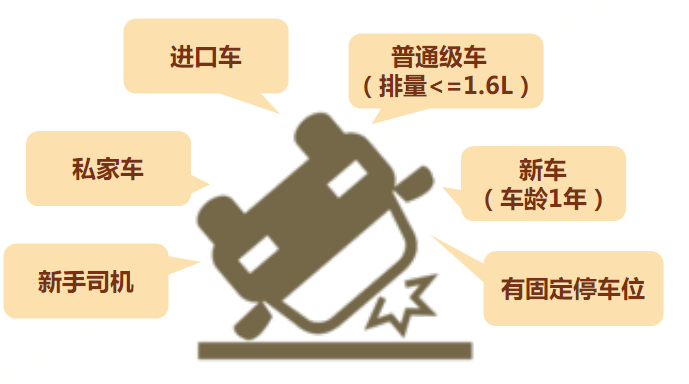 进口车
普通级车
（排量<=1.6L）
私家车
新车
（车龄1年）
新手司机
有固定停车位